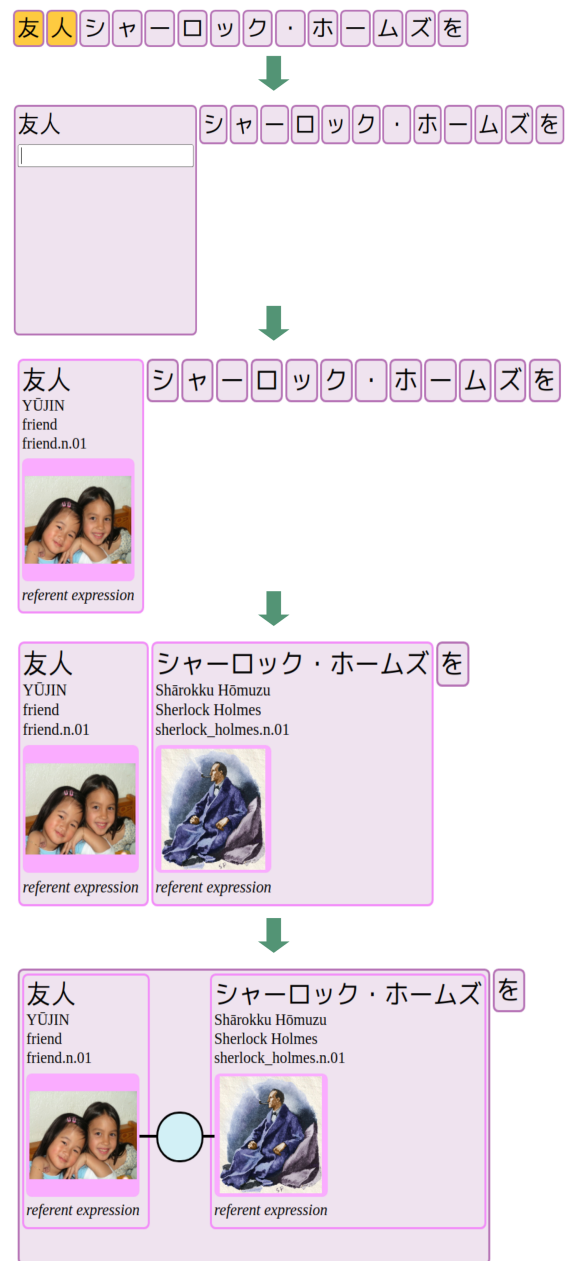 友人シャーロック・ホームズを
友人 シャーロック・ホームズを
友人 シャーロック・ホームズを
YŪJIN
friend
friend.n.01
referent expression
友人 シャーロック・ホームズ を
YŪJIN Shārokku Hōmuzu
friend Sherlock Holmes
friend.n.01 sherlock_holmes.n.01
referent expression referent expression
友人 シャーロック・ホームズ を
YŪJIN Shārokku Hōmuzu
friend Sherlock Holmes
friend.n.01 sherlock_holmes.n.01
referent expression referent expression